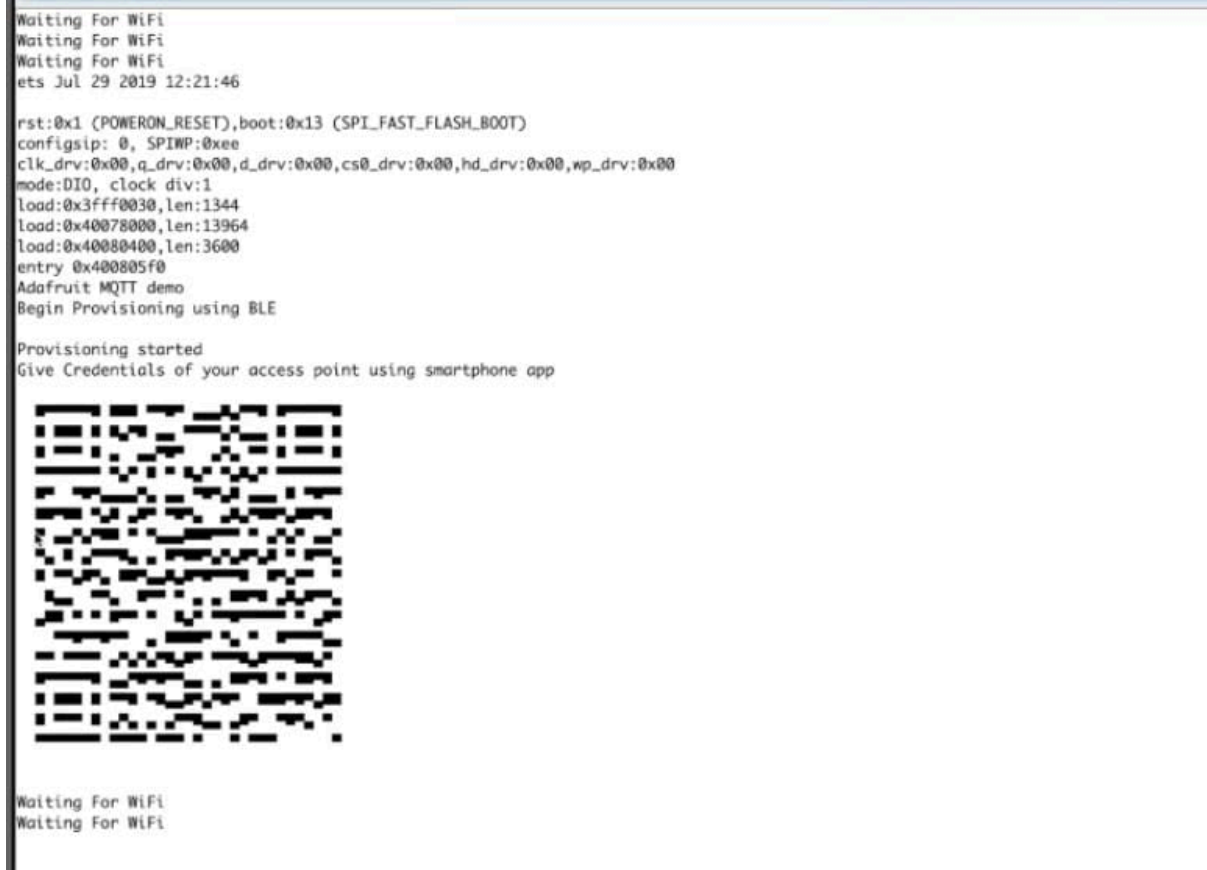 Waiting For WiFi
Waiting For WiFi
Waiting For WiFi
ets Jul 29 2019 12:21:46
rst:0x1 (POWERON_RESET),boot:0x13 (SPI_FAST_FLASH_BOOT)
configsip: 0, SPIWP:0xee
clk_drv:0x00,q_drv:0x00,d_drv:0x00,cs0_drv:0x00,hd_drv:0x00,wp_drv:0x00
mode:DIO, clock div:1
load:0x3fff0030,len:1344
load:0x40078000,len:13964
load:0x40080400,len:3600
entry 0x400805f0
Adafruit MQTT demo
Begin Provisioning using BLE
Provisioning started
Give Credentials of your access point using smartphone app
Waiting For WiFi
Waiting For WiFi